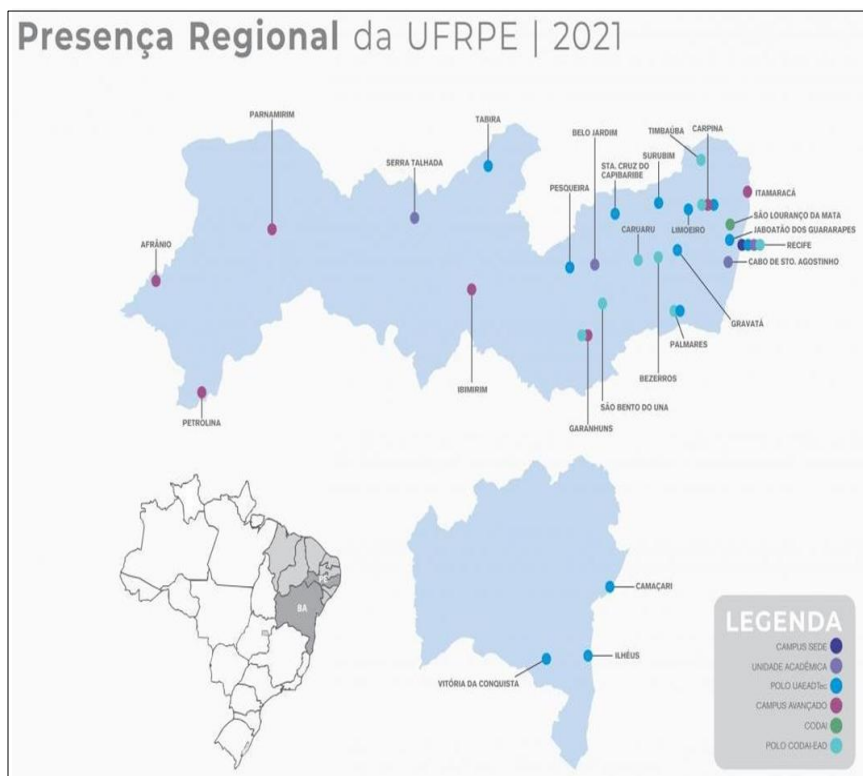 Presença Regional da UFRPE | 2021
PARNAMIRIM
TABIRA
SERRA TALHADA
BELO JARDIM
TIMBAÚBA
CARPINA
STA. CRUZ DO
CAPIBARIBE
SURUBIM
PESQUEIRA
ITAMARACÁ
SÃO LOURANÇO DA MATA
JABOATÃO DOS GUARARAPES
LIMOEIRO
CARUARU
RECIFE
AFRÂNIO
CABO DE STO. AGOSTINHO
GRAVATÁ
PALMARES
BEZERROS
IBIMIRIM
SÃO BENTO DO UNA
PETROLINA
GARANHUNS
PE
BA
CAMAÇARI
ILHÉUS
VITÓRIA DA CONQUISTA
LEGENDA
CAMPUS SEDE
UNIDADE ACADÊMICA
POLO UAEADTec
CAMPUS AVANÇADO
CODAI
POLO CODAI-EAD